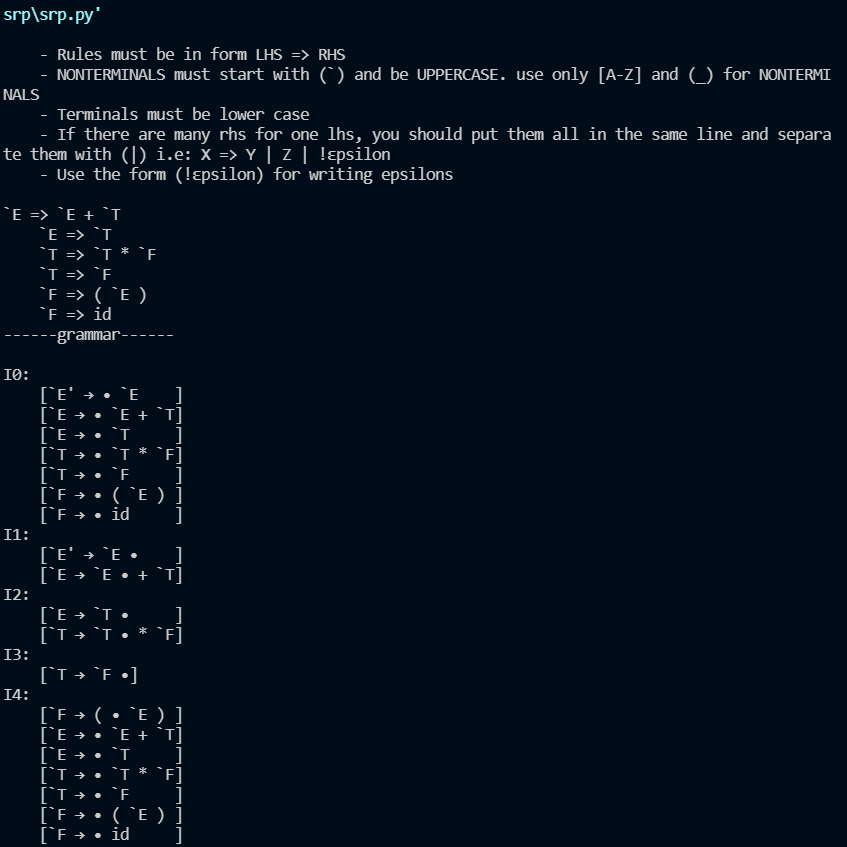 srp\srp.py'
- Rules must be in form LHS => RHS
- NONTERMINALS must start with (`) and be UPPERCASE. use only [A-Z] and (_) for NONTERMI
NALS
- Terminals must be lower case
- If there are many rhs for one lhs, you should put them all in the same line and separa
te them with (|) i.e: X => Y | Z | !εpsilon
- Use the form (!εpsilon) for writing epsilons
`E => `E + `T
`E => `T
`T => `T * `F
`T => `F
`F => ( `E )
`F => id
------grammar------
I0:
[`E' → • `E    ]
[`E → • `E + `T]
[`E → • `T     ]
[`T → • `T * `F]
[`T → • `F     ]
[`F → • ( `E ) ]
[`F → • id     ]
I1:
[`E' → `E •    ]
[`E → `E • + `T]
I2:
[`E → `T •     ]
[`T → `T • * `F]
I3:
[`T → `F •]
I4:
[`F → ( • `E ) ]
[`E → • `E + `T]
[`E → • `T     ]
[`T → • `T * `F]
[`T → • `F     ]
[`F → • ( `E ) ]
[`F → • id     ]